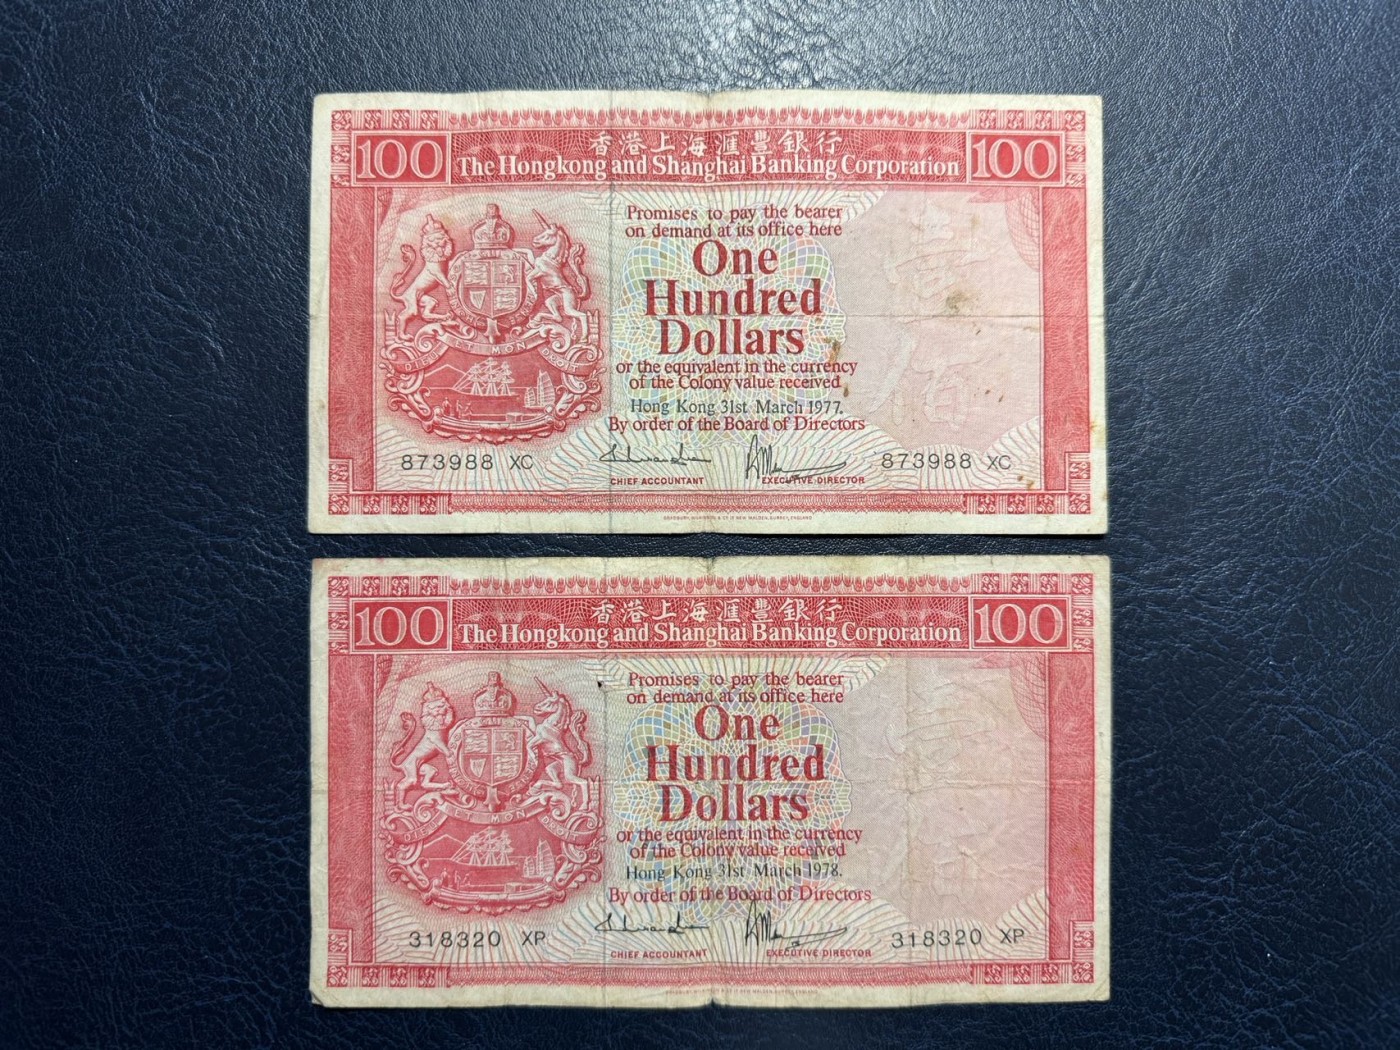 100
香港上海滙豐銀行
The Hongkong and Shanghai Banking Corporation
100
Promises to pay the bearer
on demand at its office here
One
Hundred
Dollars
or the equivalent in the currency
of the Colony value received
Hong Kong 31st March 1977.
By order of the Board of Directors
873988 XC
873988 XC
CHIEF ACCOUNTANT
EXECUTIVE DIRECTOR
100
香港上海滙豐銀行
The Hongkong and Shanghai Banking Corporation
100
Promises to pay the bearer
on demand at its office here
One
Hundred
Dollars
or the equivalent in the currency
of the Colony value received
Hong Kong 31st March 1978.
By order of the Board of Directors
318320 XP
318320 XP
CHIEF ACCOUNTANT
EXECUTIVE DIRECTOR